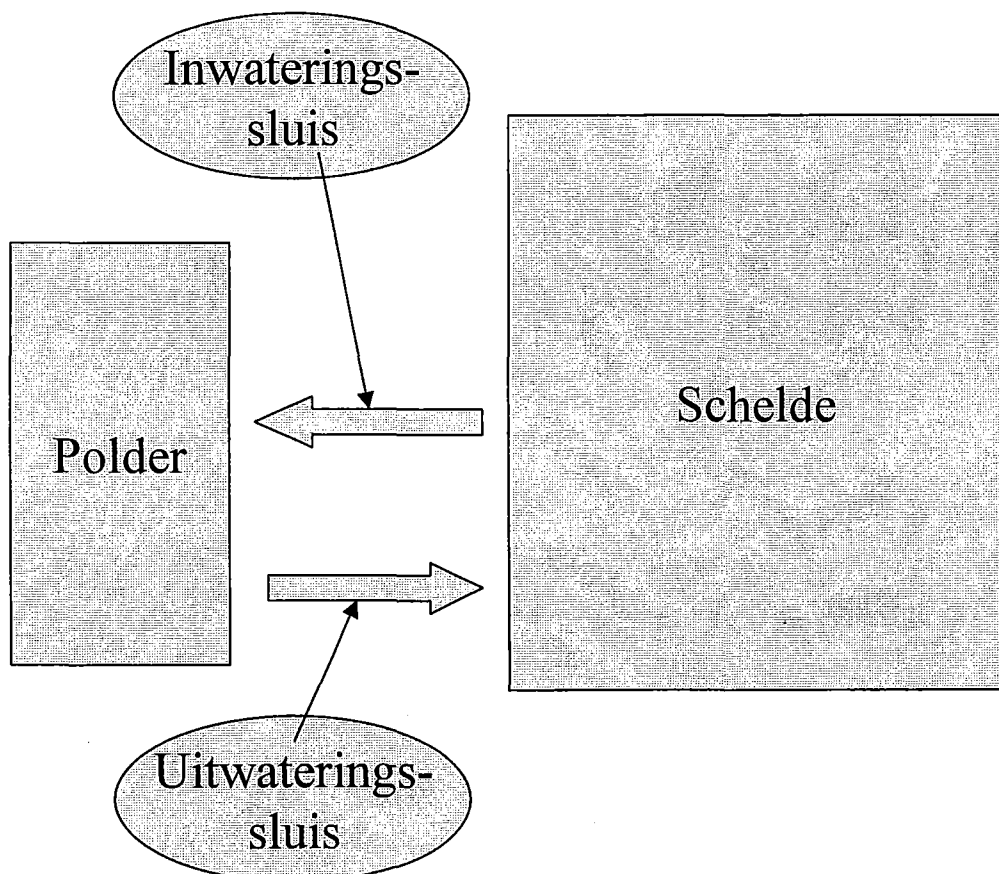 Inwaterings-
sluis
Schelde
Polder
Uitwaterings-
sluis